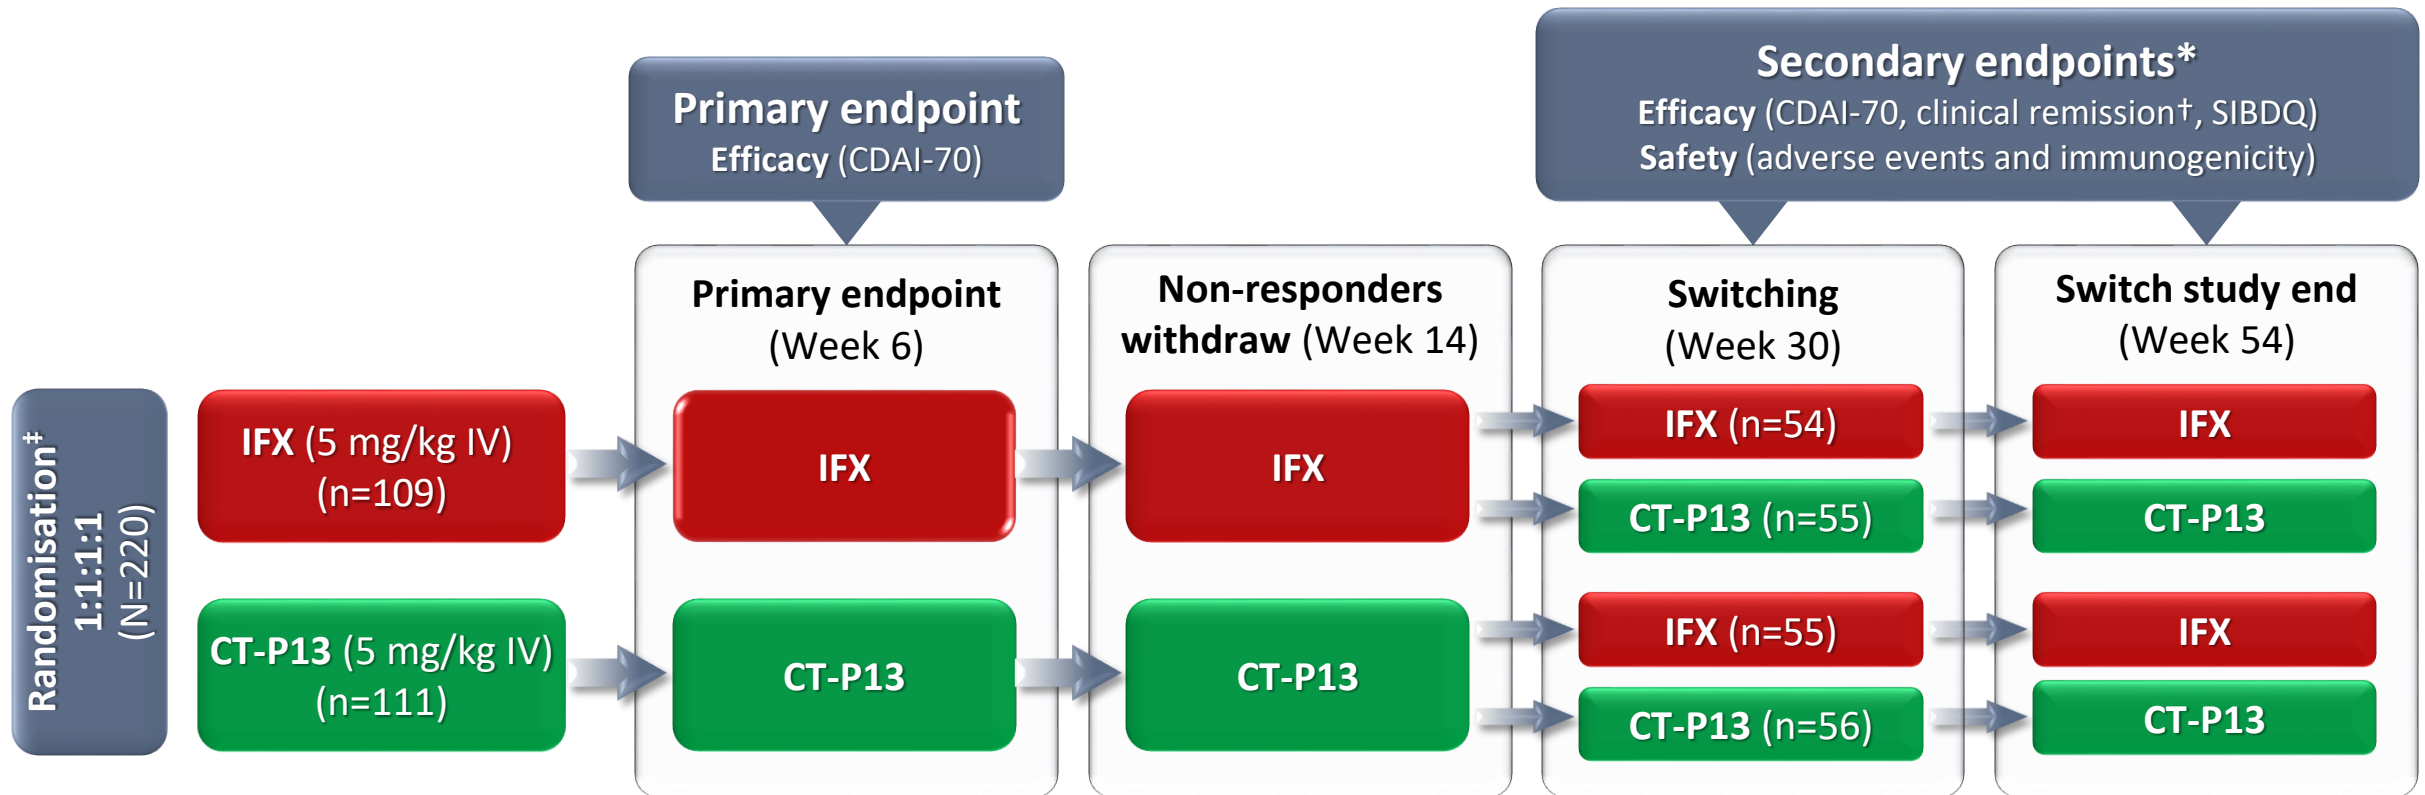 Primary endpoint
Efficacy (CDAI-70)
Secondary endpoints*
Efficacy (CDAI-70, clinical remission†, SIBDQ)
Safety (adverse events and immunogenicity)
Randomisation‡
1:1:1:1
(N=220)
IFX (5 mg/kg IV)
(n=109)
CT-P13 (5 mg/kg IV)
(n=111)
Primary endpoint
(Week 6)
IFX
CT-P13
Non-responders
withdraw (Week 14)
IFX
CT-P13
Switching
(Week 30)
IFX (n=54)
CT-P13 (n=55)
IFX (n=55)
CT-P13 (n=56)
Switch study end
(Week 54)
IFX
CT-P13
IFX
CT-P13